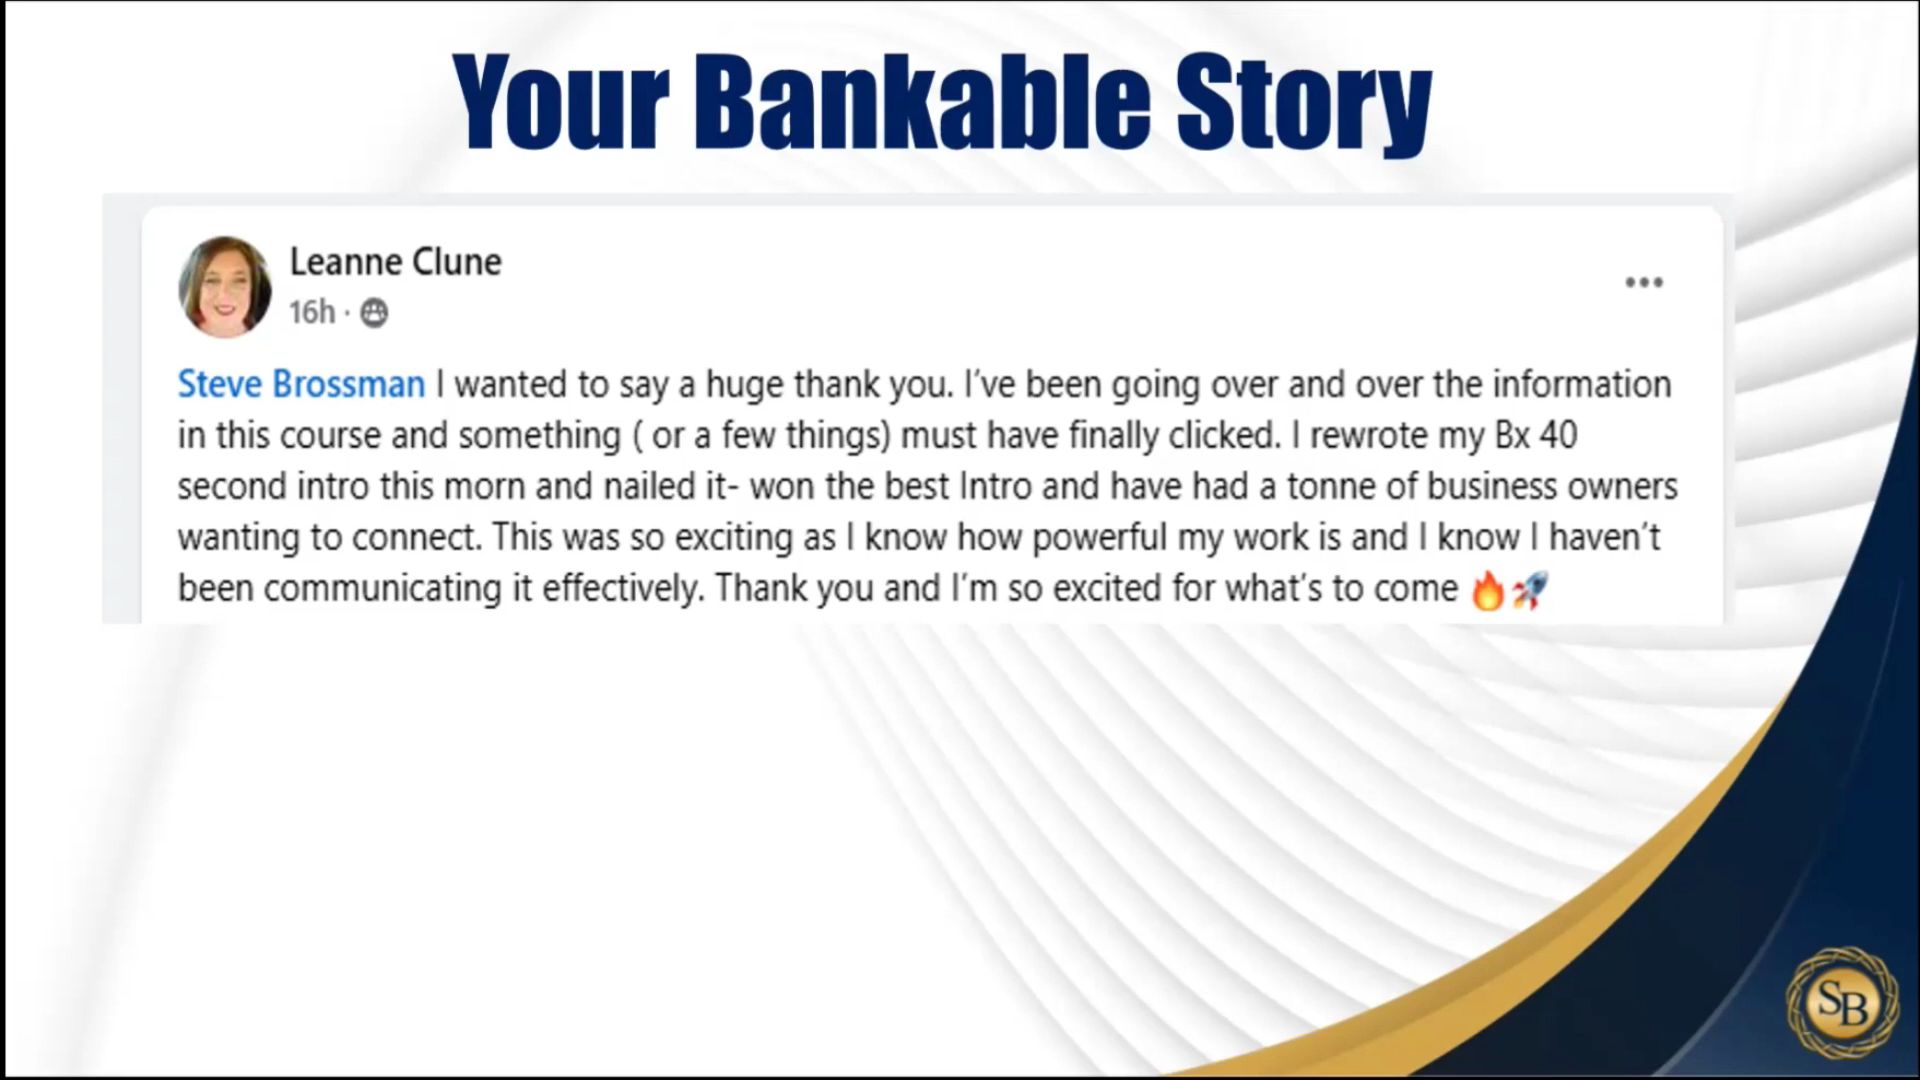 Your Bankable Story
Leanne Clune
16h ·
Steve Brossman I wanted to say a huge thank you. I've been going over and over the information
in this course and something ( or a few things) must have finally clicked. I rewrote my Bx 40
second intro this morn and nailed it- won the best Intro and have had a tonne of business owners
wanting to connect. This was so exciting as I know how powerful my work is and I know I haven't
been communicating it effectively. Thank you and I'm so excited for what's to come 🔥🚀
SB